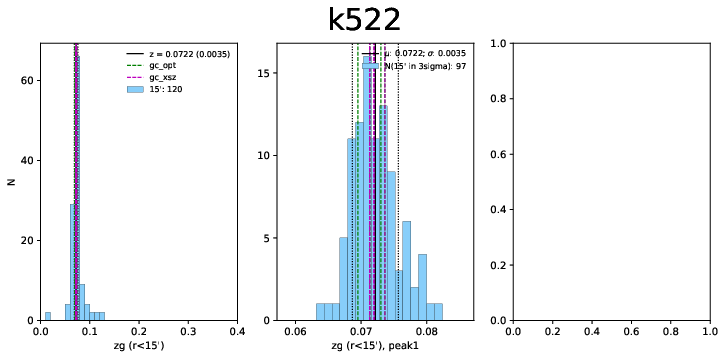 k522
z = 0.0722 (0.0035)
gc_opt
gc_xsz
15': 120
N
60
40
20
0
0.0 0.1 0.2 0.3 0.4
zg (r<15')
μ: 0.0722; σ: 0.0035
N(15' in 3sigma): 97
15
10
5
0
0.06 0.07 0.08
zg (r<15'), peak1
1.0
0.8
0.6
0.4
0.2
0.0
0.0 0.2 0.4 0.6 0.8 1.0